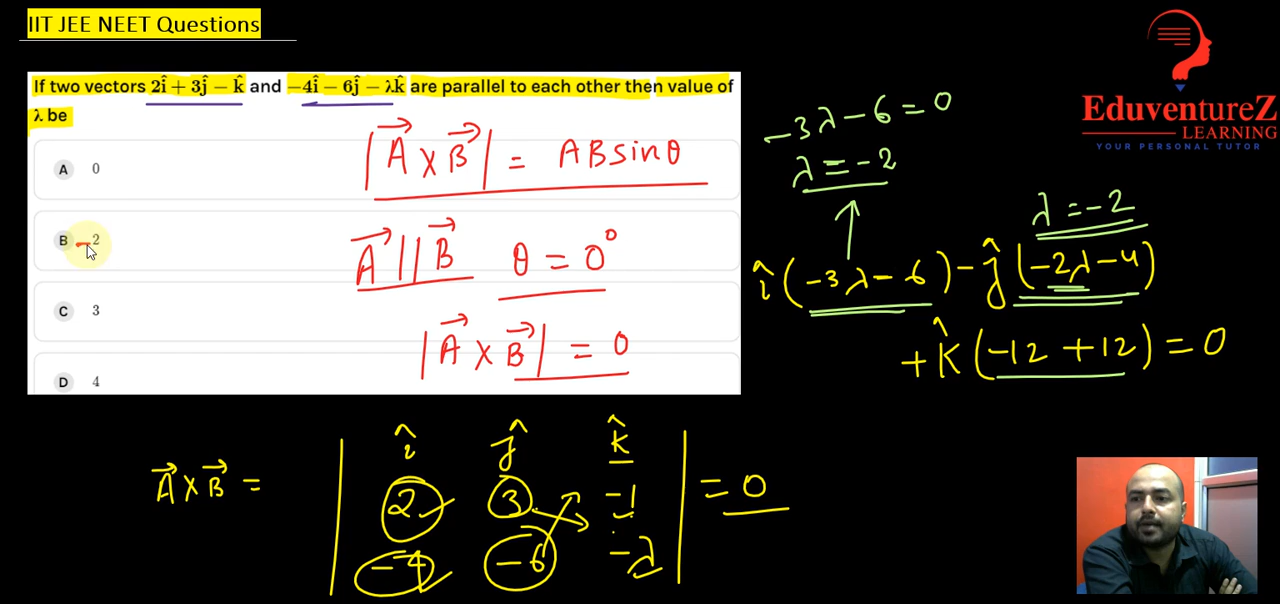 IIT JEE NEET Questions
If two vectors 2î + 3ĵ − k̂ and −4î − 6ĵ − λk̂ are parallel to each other then value of
λ be
A 0
B −2
C 3
D 4
|A⃗ × B⃗| = AB sinθ
A⃗ || B⃗ θ = 0°
|A⃗ × B⃗| = 0
-3λ - 6 = 0
λ = -2
λ = -2
î(-3λ - 6) - ĵ(-2λ - 4)
+ k̂(-12 + 12) = 0
A⃗ × B⃗ =
î ĵ k̂
2 3 -1
-4 -6 -λ
= 0
EduventureZ
LEARNING
YOUR PERSONAL TUTOR